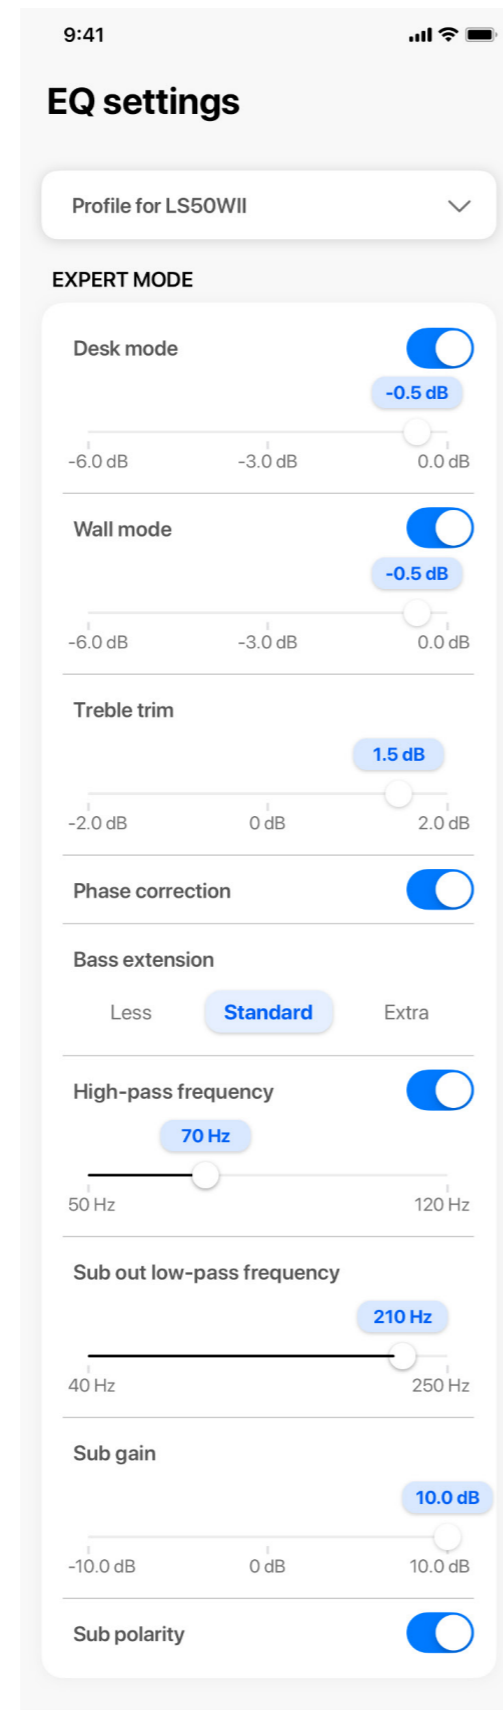 9:41
EQ settings
Profile for LS50WII
EXPERT MODE
Desk mode
-0.5 dB
-6.0 dB -3.0 dB 0.0 dB
Wall mode
-0.5 dB
-6.0 dB -3.0 dB 0.0 dB
Treble trim
1.5 dB
-2.0 dB 0 dB 2.0 dB
Phase correction
Bass extension
Less Standard Extra
High-pass frequency
70 Hz
50 Hz 120 Hz
Sub out low-pass frequency
210 Hz
40 Hz 250 Hz
Sub gain
10.0 dB
-10.0 dB 0 dB 10.0 dB
Sub polarity